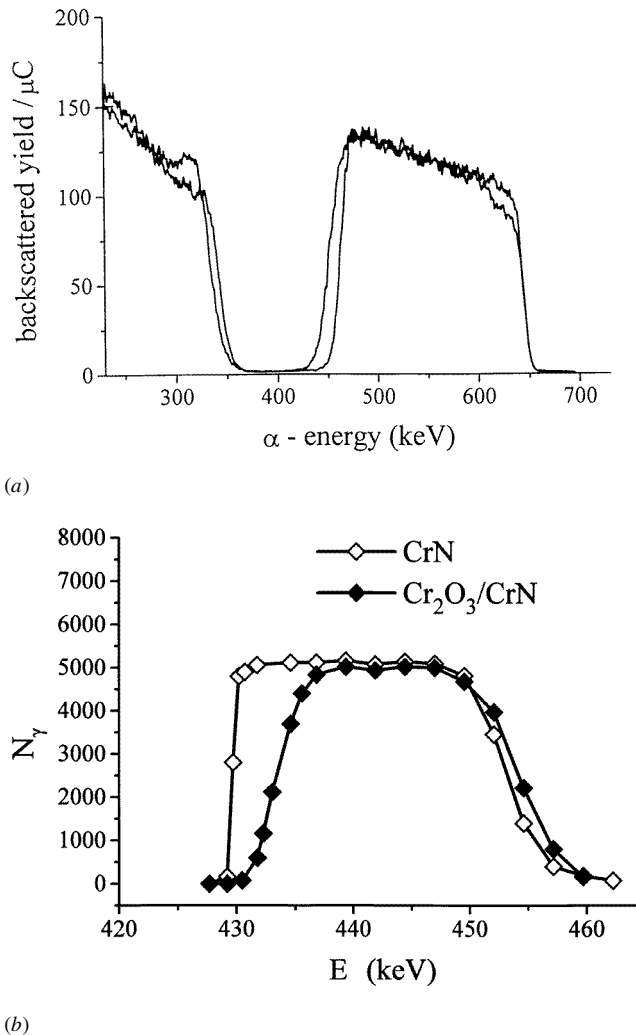 200
150
100
50
0
backscattered yield / μC
300 400 500 600 700
α - energy (keV)
(a)
8000
7000
6000
5000
4000
3000
2000
1000
0
Nγ
CrN
Cr₂O₃/CrN
420 430 440 450 460
E (keV)
(b)